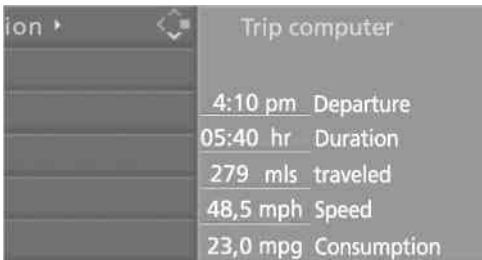 ion
Trip computer
4:10 pm Departure
05:40 hr Duration
279 mls traveled
48,5 mph Speed
23,0 mpg Consumption